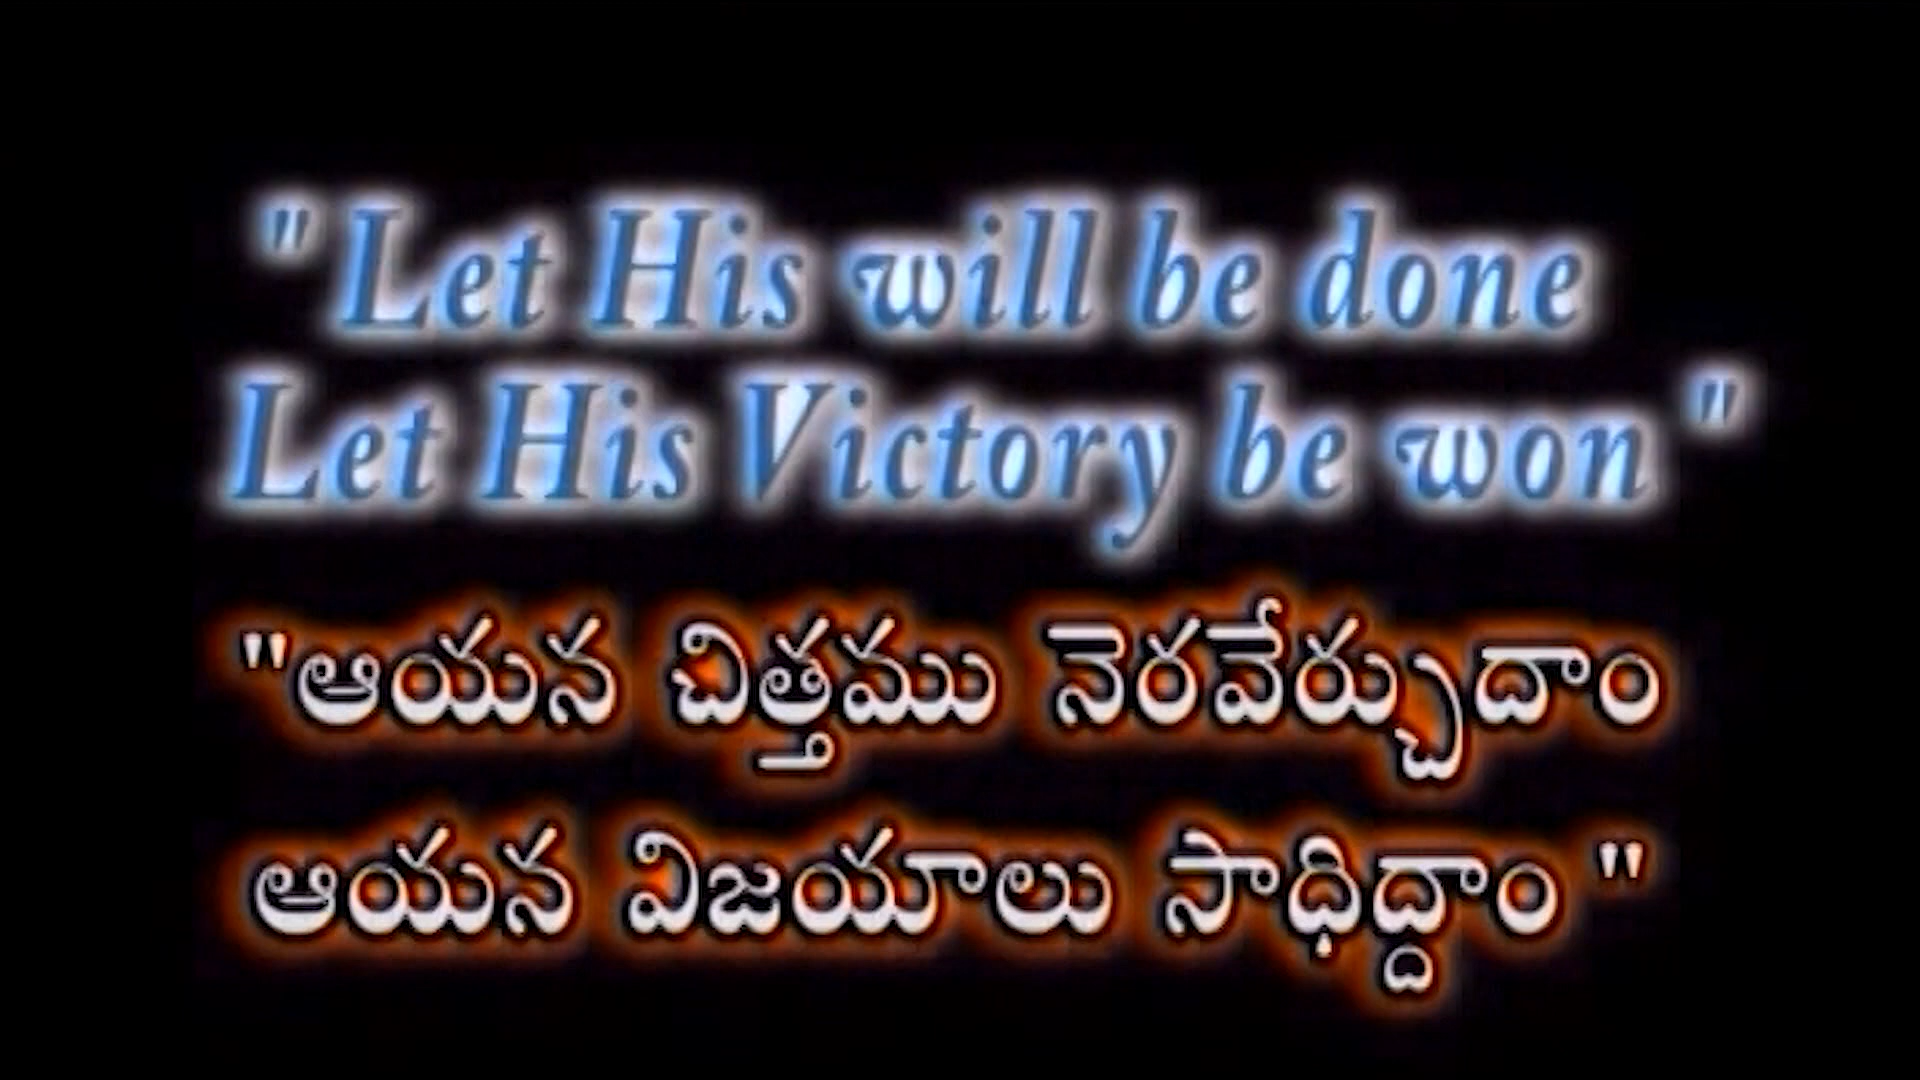 " Let His will be done
Let His Victory be won "
"ఆయన చిత్తము నెరవేర్చుదాం
ఆయన విజయాలు సాధిద్దాం "